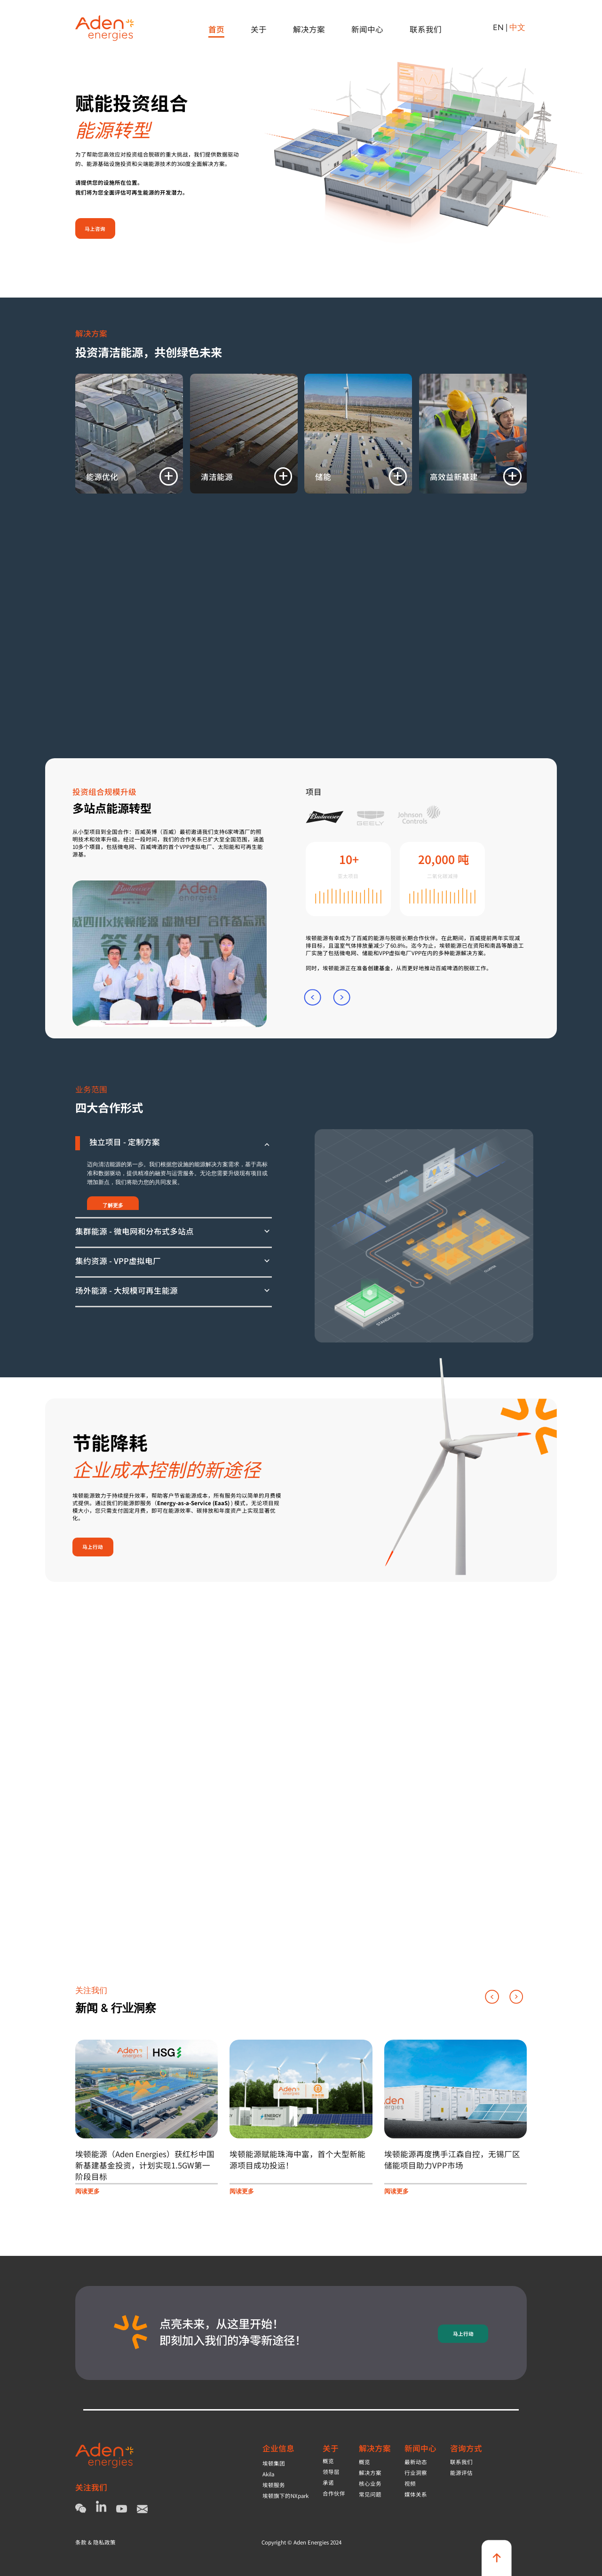 Aden energies
首页 关于 解决方案 新闻中心 联系我们
EN | 中文
赋能投资组合
能源转型
为了帮助您高效应对投资组合脱碳的重大挑战，我们提供数据驱动
的、能源基础设施投资和尖端能源技术的360度全面解决方案。
请提供您的设施所在位置，
我们将为您全面评估可再生能源的开发潜力。
马上咨询
解决方案
投资清洁能源，共创绿色未来
能源优化
清洁能源
储能
高效益新基建
投资组合规模升级
多站点能源转型
从小型项目到全国合作：百威英博（百威）最初邀请我们支持6家啤酒厂的照
明技术和效率升级。经过一段时间，我们的合作关系已扩大至全国范围，涵盖
10多个项目，包括微电网、百威啤酒的首个VPP虚拟电厂、太阳能和可再生能
源基。
Budweiser
Aden energies
威四川x埃顿能源 虚拟电厂合作备忘录
签约仪式
项目
Budweiser
GEELY
Johnson Controls
10+
20,000 吨
二氧化碳减排
埃顿能源有幸成为了百威的能源与脱碳长期合作伙伴。在此期间，百威提前两年实现减
排目标，且温室气体排放量减少了60.8%。迄今为止，埃顿能源已在资阳和南昌等酿造工
厂实施了包括微电网、储能和VPP虚拟电厂VPP在内的多种能源解决方案。
同时，埃顿能源正在准备创建基金，从而更好地推动百威啤酒的脱碳工作。
业务范围
四大合作形式
独立项目 - 定制方案
迈向清洁能源的第一步。我们根据您设施的能源解决方案需求，基于高标
准和数据驱动，提供精准的融资与运营服务。无论您需要升级现有项目或
增加新点，我们将助力您的共同发展。
了解更多
集群能源 - 微电网和分布式多站点
集约资源 - VPP虚拟电厂
场外能源 - 大规模可再生能源
STANDALONE
节能降耗
企业成本控制的新途径
埃顿能源致力于持续提升效率，帮助客户节省能源成本，所有服务均以简单的月费模
式提供。通过我们的能源即服务（Energy-as-a-Service (EaaS) ) 模式，无论项目规
模大小，您只需支付固定月费，即可在能源效率、碳排放和年度资产上实现显著优
化。
马上行动
关注我们
新闻 & 行业洞察
Aden energies | HSG
埃顿能源（Aden Energies）获红杉中国
新基建基金投资，计划实现1.5GW第一
阶段目标
阅读更多
Aden energies
埃顿能源赋能珠海中富，首个大型新能
源项目成功投运！
阅读更多
Aden energies
埃顿能源再度携手江森自控，无锡厂区
储能项目助力VPP市场
阅读更多
点亮未来，从这里开始！
即刻加入我们的净零新途径！
马上行动
Aden energies
关注我们
企业信息
埃顿集团
Akila
埃顿服务
埃顿旗下的NXpark
关于
概览
领导层
承诺
合作伙伴
解决方案
概览
解决方案
核心业务
常见问题
新闻中心
最新动态
行业洞察
视频
媒体关系
咨询方式
联系我们
能源评估
条款 & 隐私政策
Copyright © Aden Energies 2024